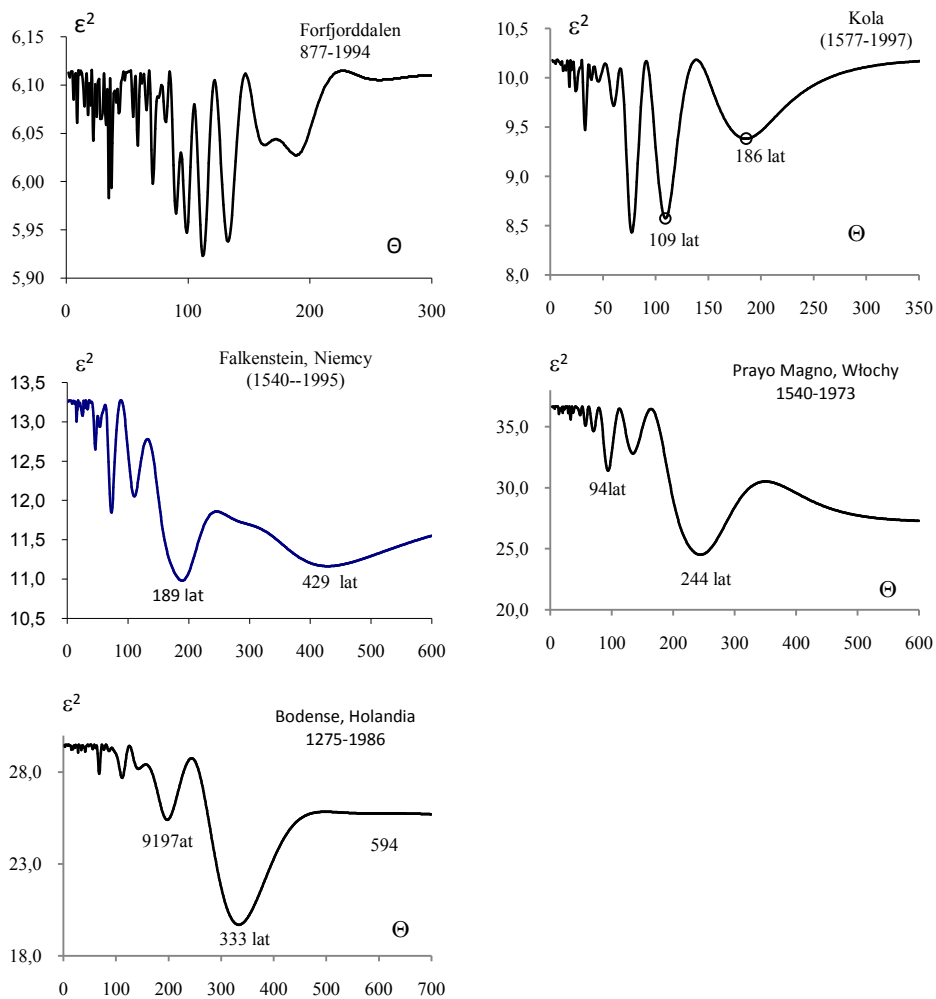 ε²
Forfjorddalen
877-1994
6,15
6,10
6,05
6,00
5,95
5,90
Θ
0 100 200 300
ε²
Kola
(1577-1997)
10,5
10,0
9,5
9,0
8,5
8,0
186 lat
109 lat
Θ
0 50 100 150 200 250 300 350
ε²
Falkenstein, Niemcy
(1540--1995)
13,5
13,0
12,5
12,0
11,5
11,0
10,5
189 lat
429 lat
0 100 200 300 400 500 600
ε²
Prayo Magno, Włochy
1540-1973
35,0
30,0
25,0
20,0
94lat
244 lat
Θ
0 100 200 300 400 500 600
ε²
Bodense, Holandia
1275-1986
28,0
23,0
18,0
9197at
594
333 lat
Θ
0 100 200 300 400 500 600 700